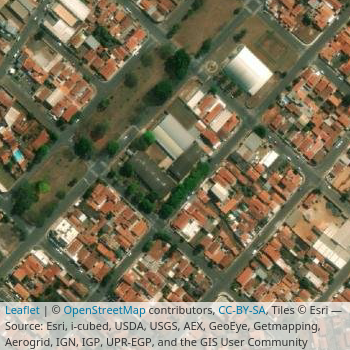 Leaflet | © OpenStreetMap contributors, CC-BY-SA, Tiles © Esri —
Source: Esri, i-cubed, USDA, USGS, AEX, GeoEye, Getmapping,
Aerogrid, IGN, IGP, UPR-EGP, and the GIS User Community